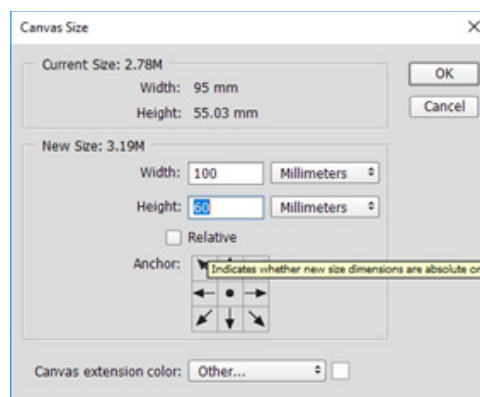 Canvas Size
Current Size: 2.78M
Width: 95 mm
Height: 55.03 mm
OK
Cancel
New Size: 3.19M
Width: 100 Millimeters
Height: 60 Millimeters
Relative
Anchor:
Indicates whether new size dimensions are absolute or
Canvas extension color: Other...